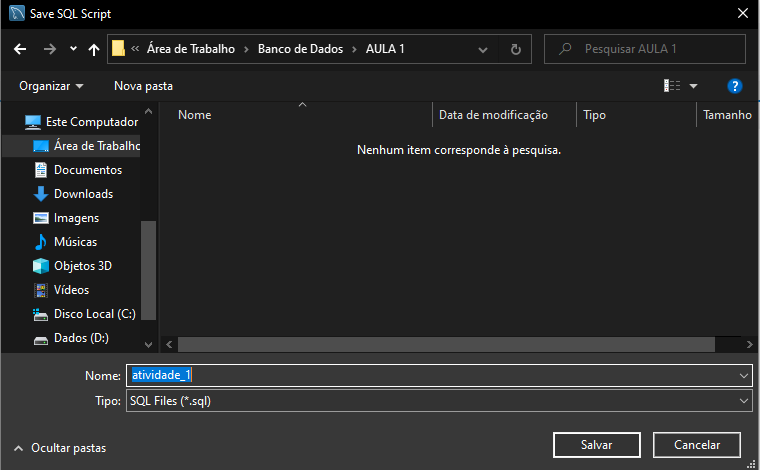 Save SQL Script
Área de Trabalho > Banco de Dados > AULA 1
Pesquisar AULA 1
Organizar
Nova pasta
Nome
Data de modificação
Tipo
Tamanho
Nenhum item corresponde à pesquisa.
Este Computador
Área de Trabalho
Documentos
Downloads
Imagens
Músicas
Objetos 3D
Vídeos
Disco Local (C:)
Dados (D:)
Nome: atividade_1
Tipo: SQL Files (*.sql)
Ocultar pastas
Salvar
Cancelar